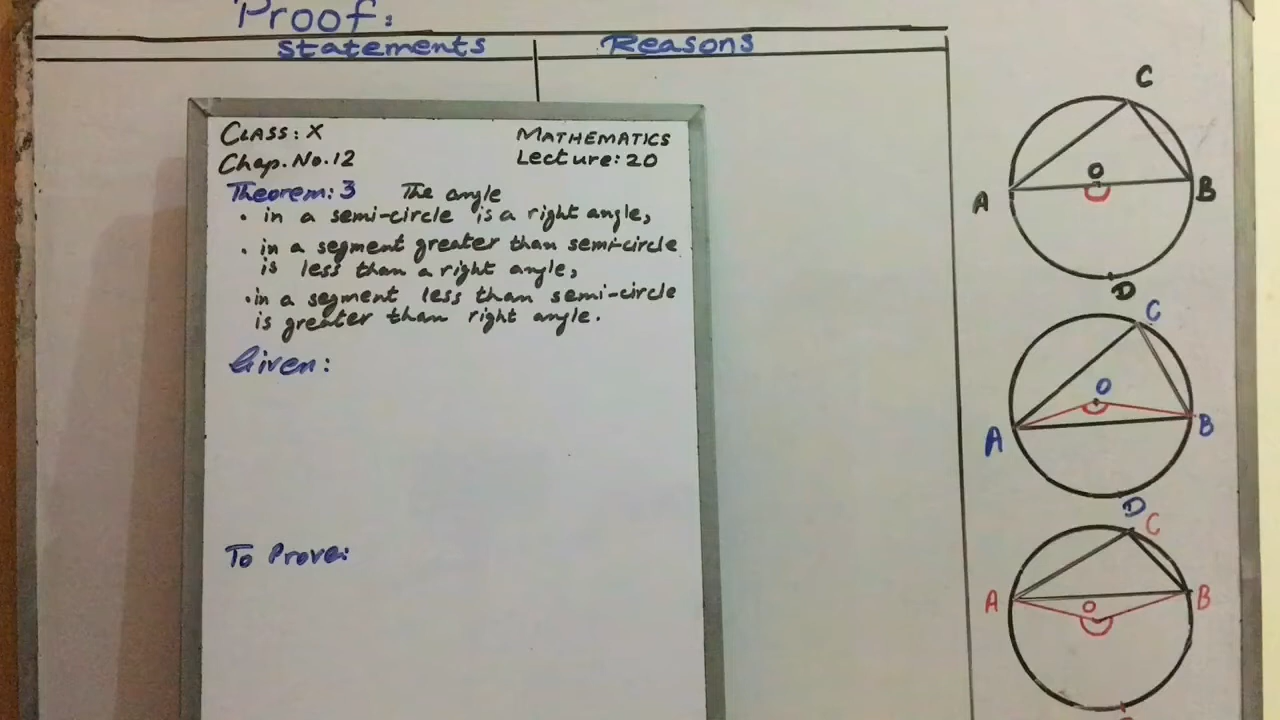 Proof:
Statements Reasons
CLASS: X MATHEMATICS
Chap. No. 12 Lecture: 20
Theorem: 3 The angle
• in a semi-circle is a right angle,
• in a segment greater than semi-circle
is less than a right angle,
• in a segment less than semi-circle
is greater than right angle.
Given:
To Prove:
C
O
A B
D
C
O
A B
D
C
A O B